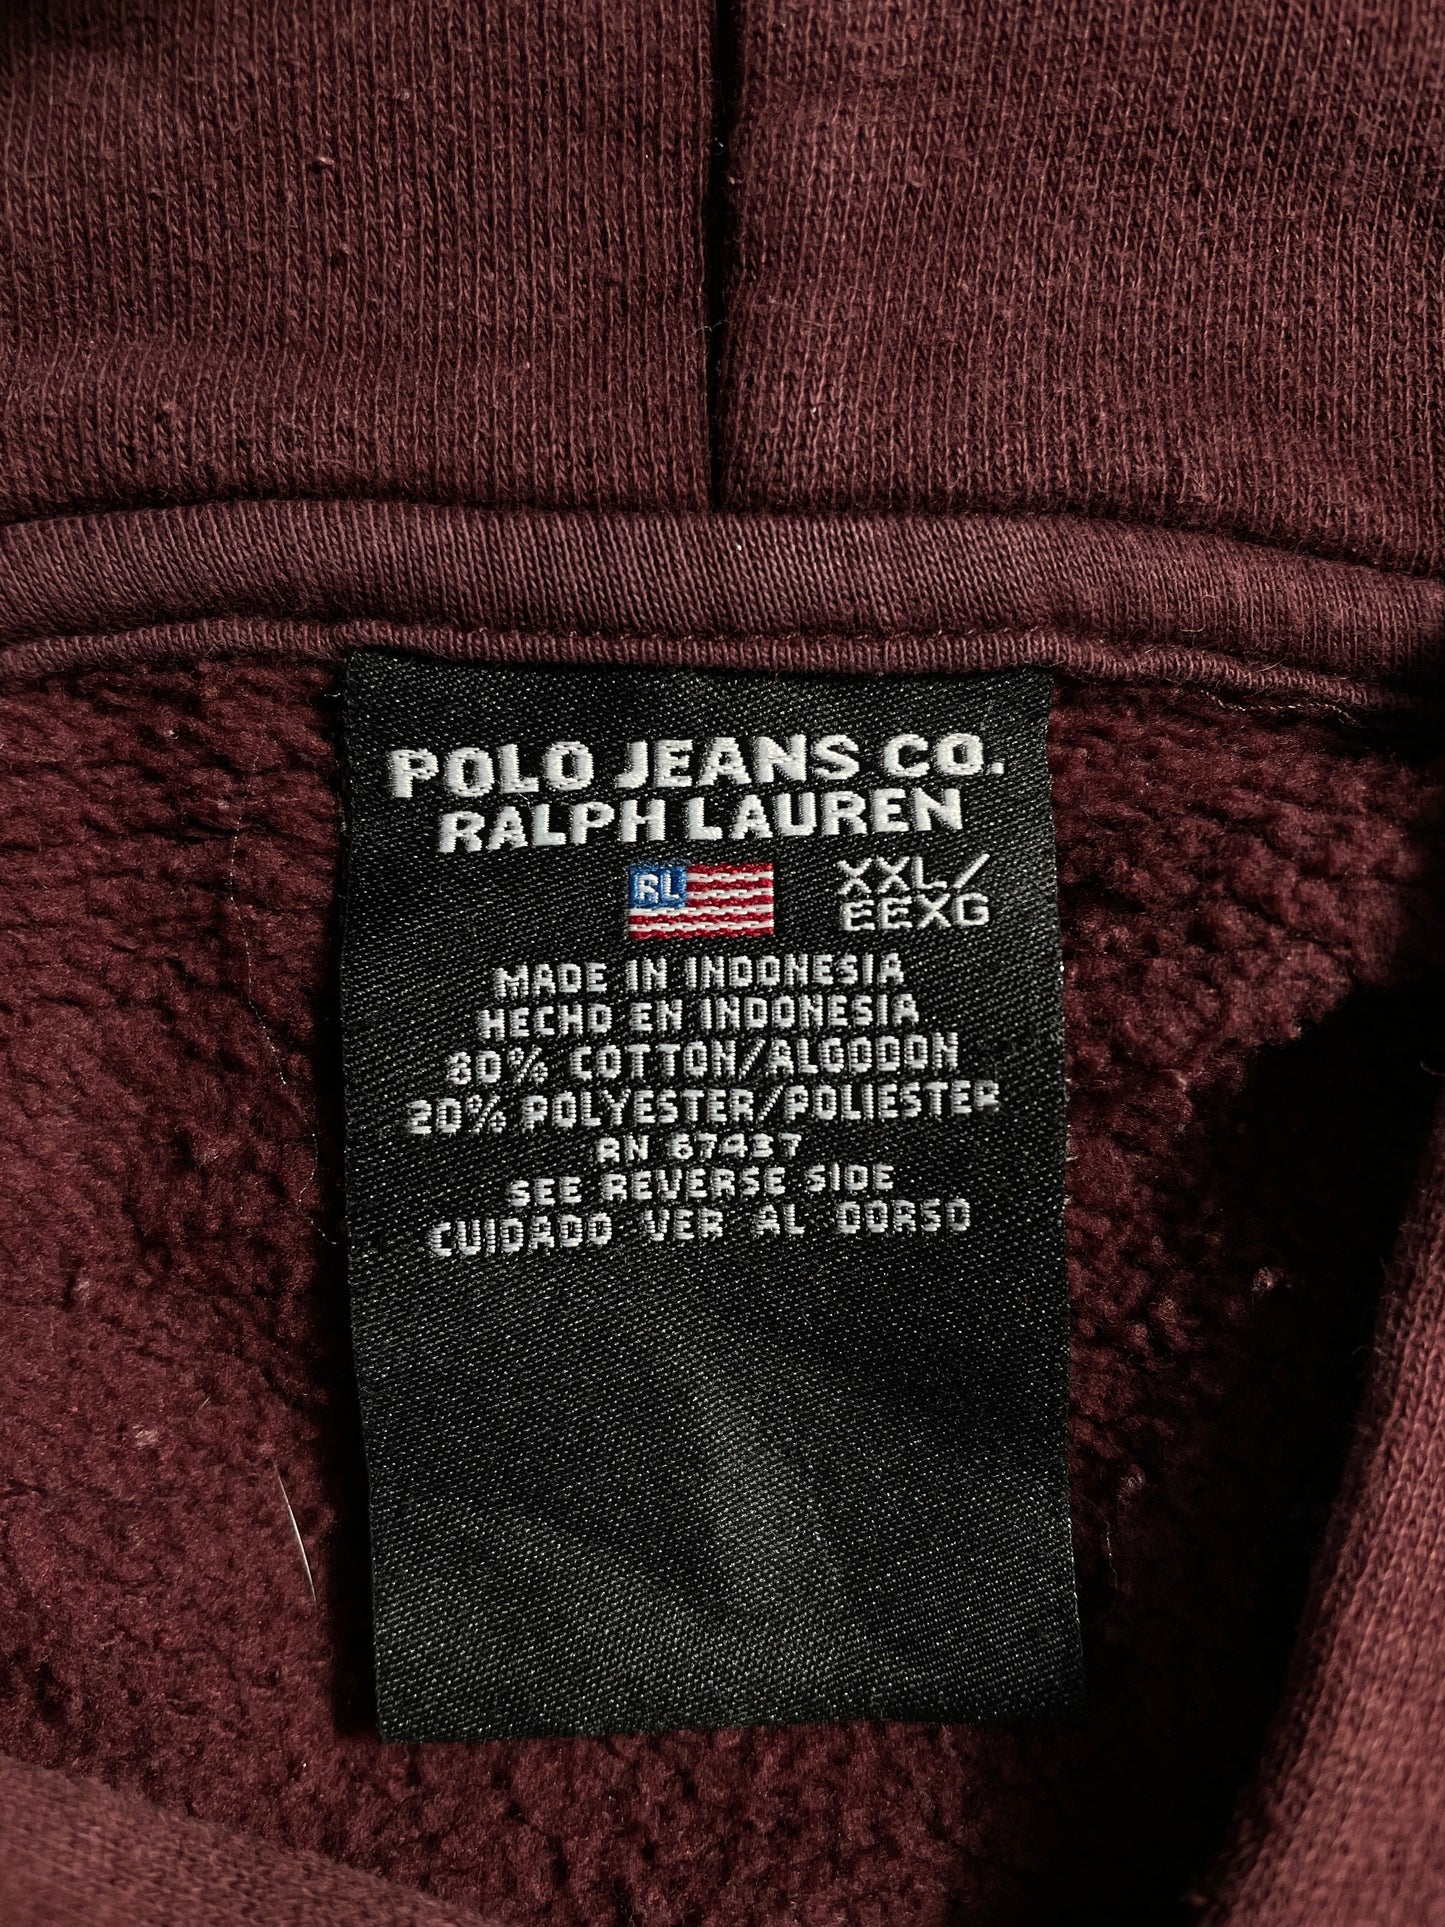 POLO JEANS CO.
RALPH LAUREN
RL
XXL/
EEXG
MADE IN INDONESIA
HECHO EN INDONESIA
80% COTTON/ALGODON
20% POLYESTER/POLIESTER
RN 67437
SEE REVERSE SIDE
CUIDADO VER AL DORSO